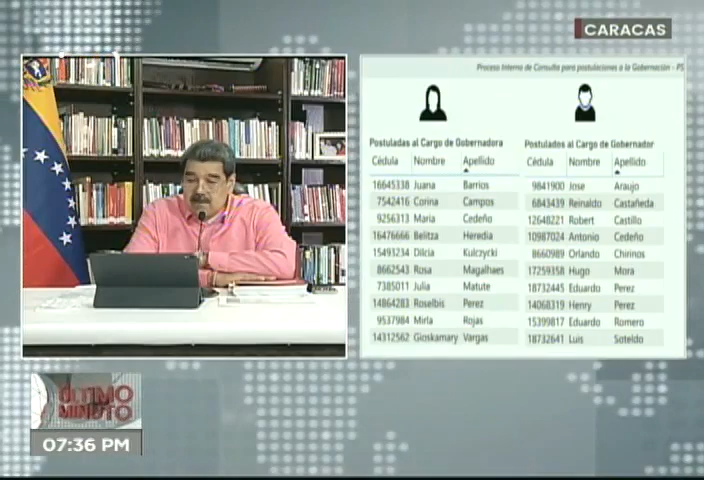 CARACAS
Proceso Interno de Consulta para postulaciones a la Gobernación - PS
Postuladas al Cargo de Gobernadora
Cédula Nombre Apellido
16645338 Juana Barrios
7542416 Corina Campos
9256313 Maria Cedeño
16476666 Belitza Heredia
15493234 Dilcia Kulczycki
8662543 Rosa Magalhaes
7385011 Julia Matute
14864283 Roselbis Perez
9537984 Mirla Rojas
14312562 Gioskamary Vargas
Postulados al Cargo de Gobernador
Cédula Nombre Apellido
9841900 Jose Araujo
6843439 Reinaldo Castañeda
12648221 Robert Castillo
10987024 Antonio Cedeño
8660989 Orlando Chirinos
17259358 Hugo Mora
18732445 Eduardo Perez
14068319 Henry Perez
15399817 Eduardo Romero
18732641 Luis Soteldo
ÚLTIMO
MINUTO
07:36 PM